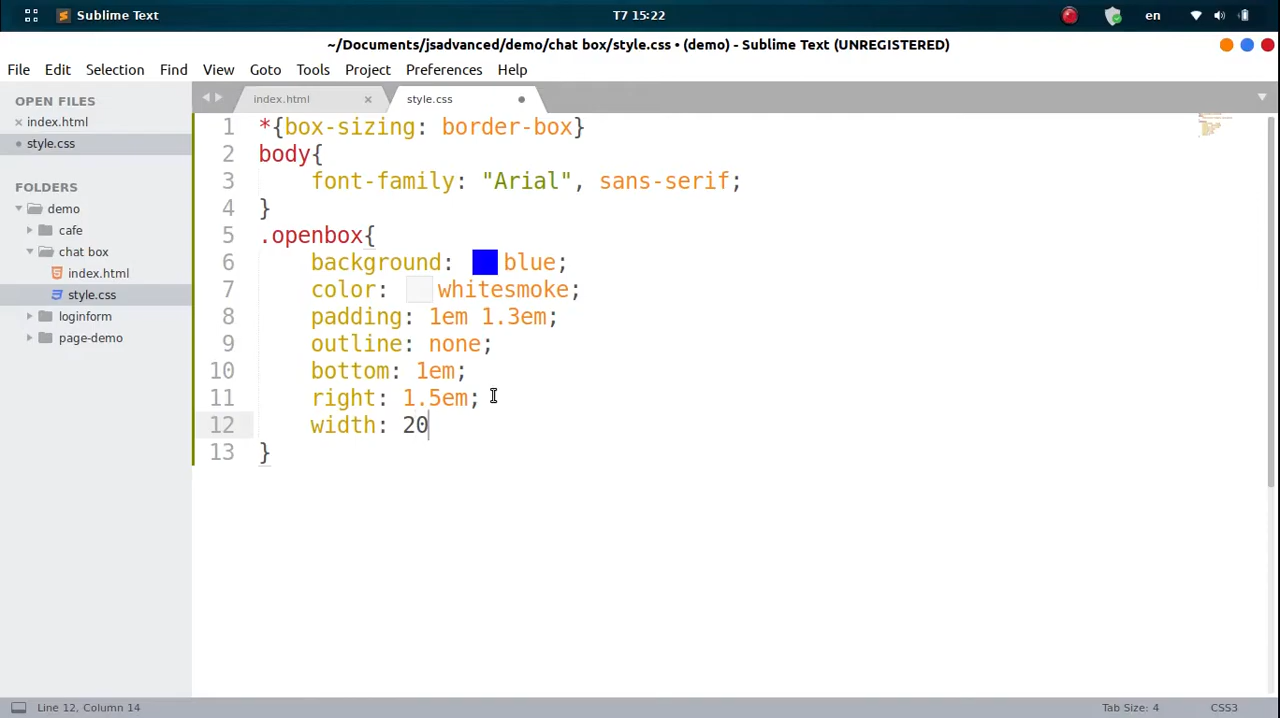 Sublime Text
T7 15:22
en
~/Documents/jsadvanced/demo/chat box/style.css • (demo) - Sublime Text (UNREGISTERED)
File Edit Selection Find View Goto Tools Project Preferences Help
OPEN FILES
index.html
style.css
FOLDERS
demo
cafe
chat box
index.html
style.css
loginform
page-demo
index.html
style.css
1 *{box-sizing: border-box}
2 body{
3 font-family: "Arial", sans-serif;
4 }
5 .openbox{
6 background: blue;
7 color: whitesmoke;
8 padding: 1em 1.3em;
9 outline: none;
10 bottom: 1em;
11 right: 1.5em;
12 width: 20
13 }
Line 12, Column 14
Tab Size: 4
CSS3